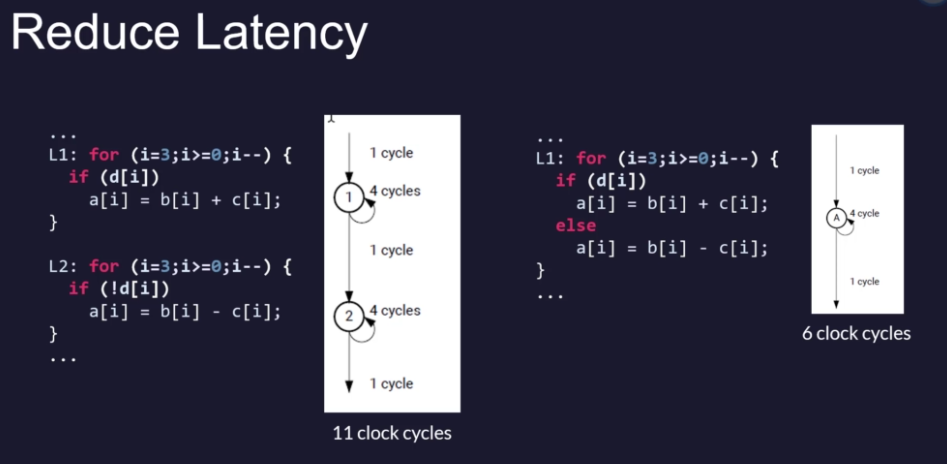 Reduce Latency
...
L1: for (i=3;i>=0;i--) {
if (d[i])
a[i] = b[i] + c[i];
}
L2: for (i=3;i>=0;i--) {
if (!d[i])
a[i] = b[i] - c[i];
}
...
1 cycle
1
4 cycles
1 cycle
2
4 cycles
1 cycle
11 clock cycles
...
L1: for (i=3;i>=0;i--) {
if (d[i])
a[i] = b[i] + c[i];
else
a[i] = b[i] - c[i];
}
...
1 cycle
A
4 cycle
1 cycle
6 clock cycles